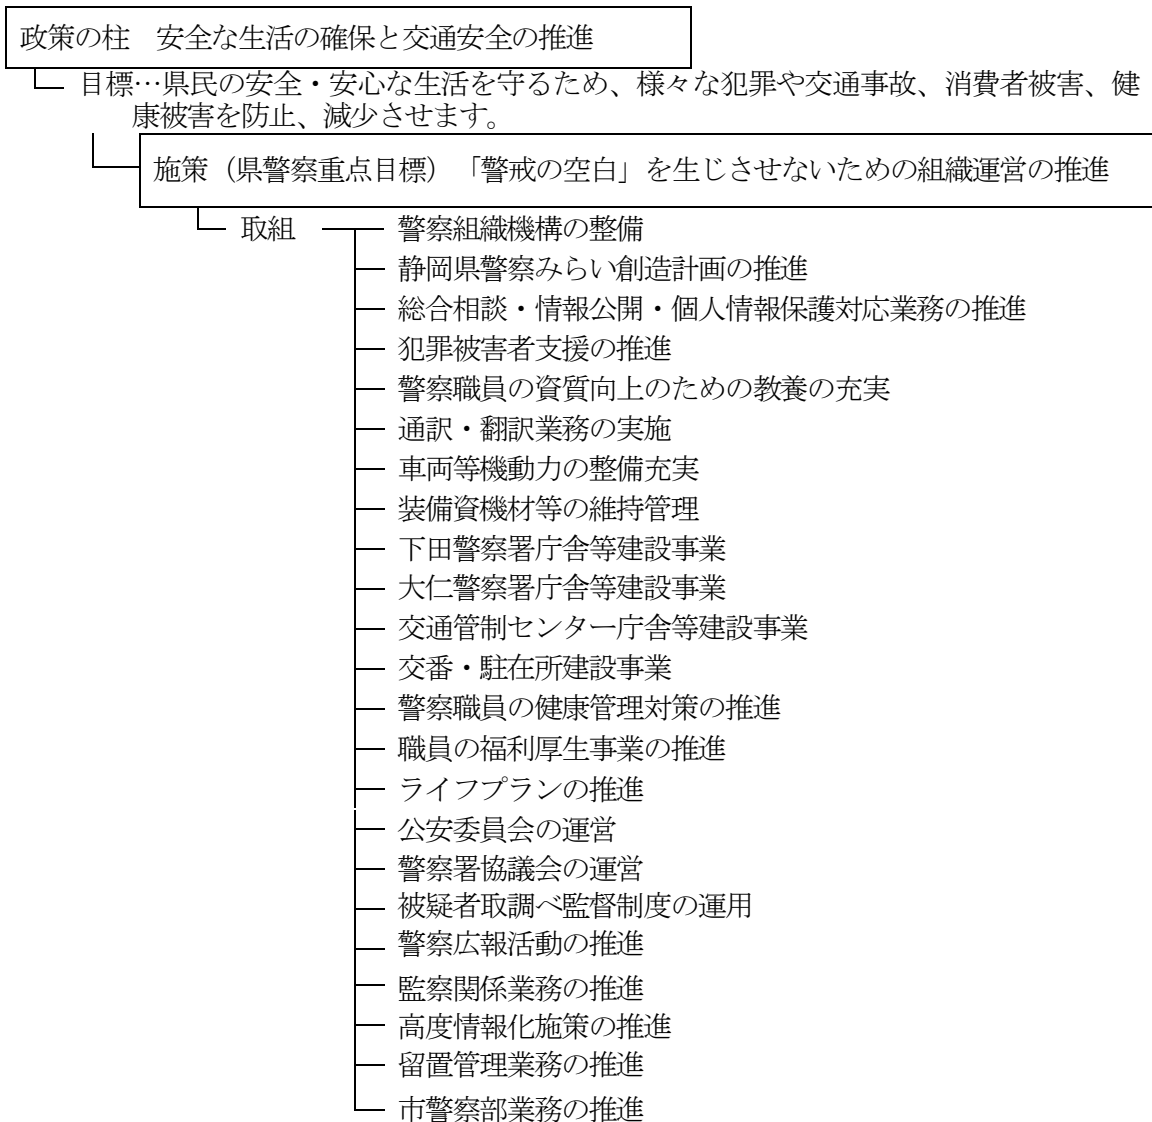 政策の柱　安全な生活の確保と交通安全の推進
目標…県民の安全・安心な生活を守るため、様々な犯罪や交通事故、消費者被害、健
康被害を防止、減少させます。
施策（県警察重点目標）「警戒の空白」を生じさせないための組織運営の推進
取組　警察組織機構の整備
静岡県警察みらい創造計画の推進
総合相談・情報公開・個人情報保護対応業務の推進
犯罪被害者支援の推進
警察職員の資質向上のための教養の充実
通訳・翻訳業務の実施
車両等機動力の整備充実
装備資機材等の維持管理
下田警察署庁舎等建設事業
大仁警察署庁舎等建設事業
交通管制センター庁舎等建設事業
交番・駐在所建設事業
警察職員の健康管理対策の推進
職員の福利厚生事業の推進
ライフプランの推進
公安委員会の運営
警察署協議会の運営
被疑者取調べ監督制度の運用
警察広報活動の推進
監察関係業務の推進
高度情報化施策の推進
留置管理業務の推進
市警察部業務の推進